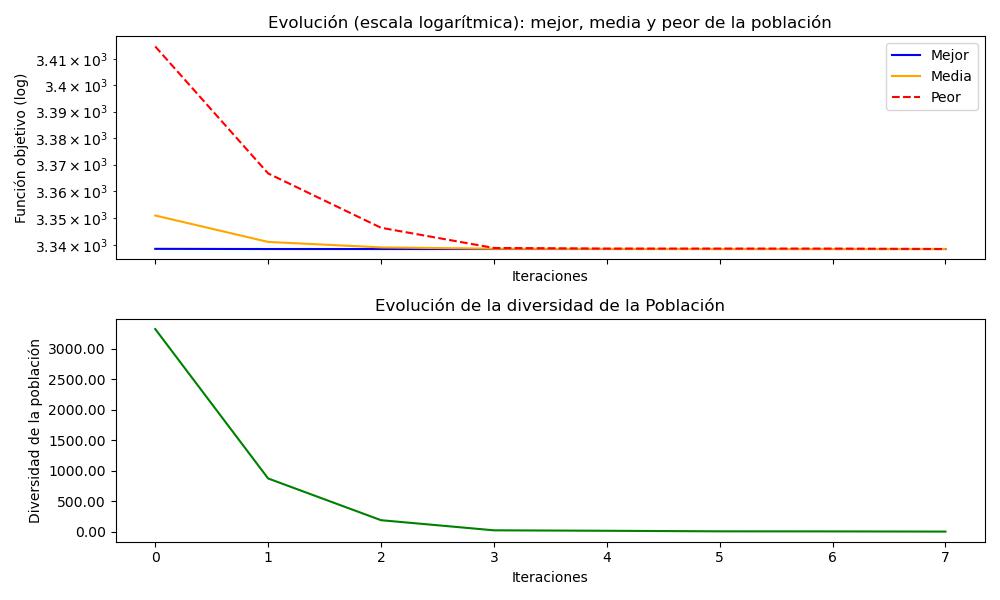 Evolución (escala logarítmica): mejor, media y peor de la población
Función objetivo (log)
3.41 × 10³
3.4 × 10³
3.39 × 10³
3.38 × 10³
3.37 × 10³
3.36 × 10³
3.35 × 10³
3.34 × 10³
Mejor
Media
Peor
Iteraciones
Evolución de la diversidad de la Población
Diversidad de la población
3000.00
2500.00
2000.00
1500.00
1000.00
500.00
0.00
0 1 2 3 4 5 6 7
Iteraciones